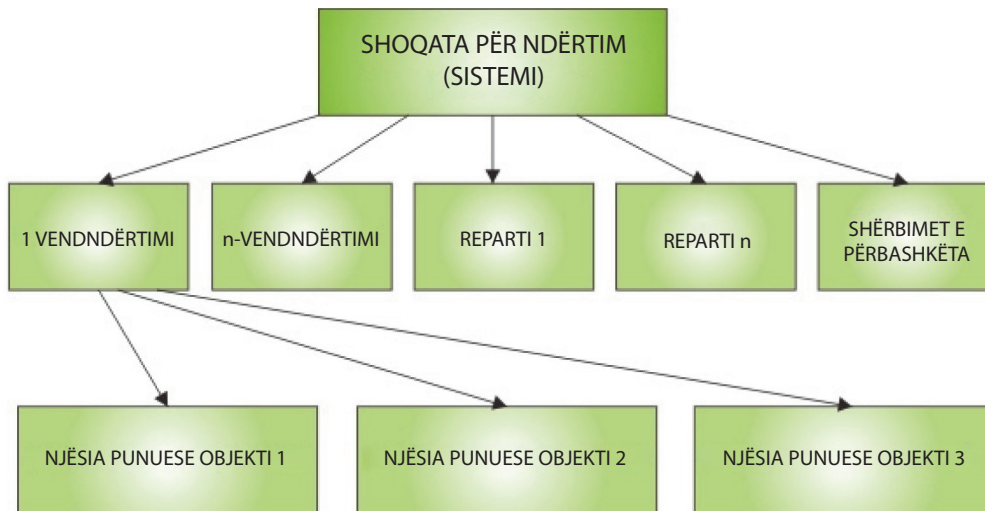 SHOQATA PËR NDËRTIM
(SISTEMI)
1 VENDNDËRTIMI
n-VENDNDËRTIMI
REPARTI 1
REPARTI n
SHËRBIMET E
PËRBASHKËTA
NJËSIA PUNUESE OBJEKTI 1
NJËSIA PUNUESE OBJEKTI 2
NJËSIA PUNUESE OBJEKTI 3